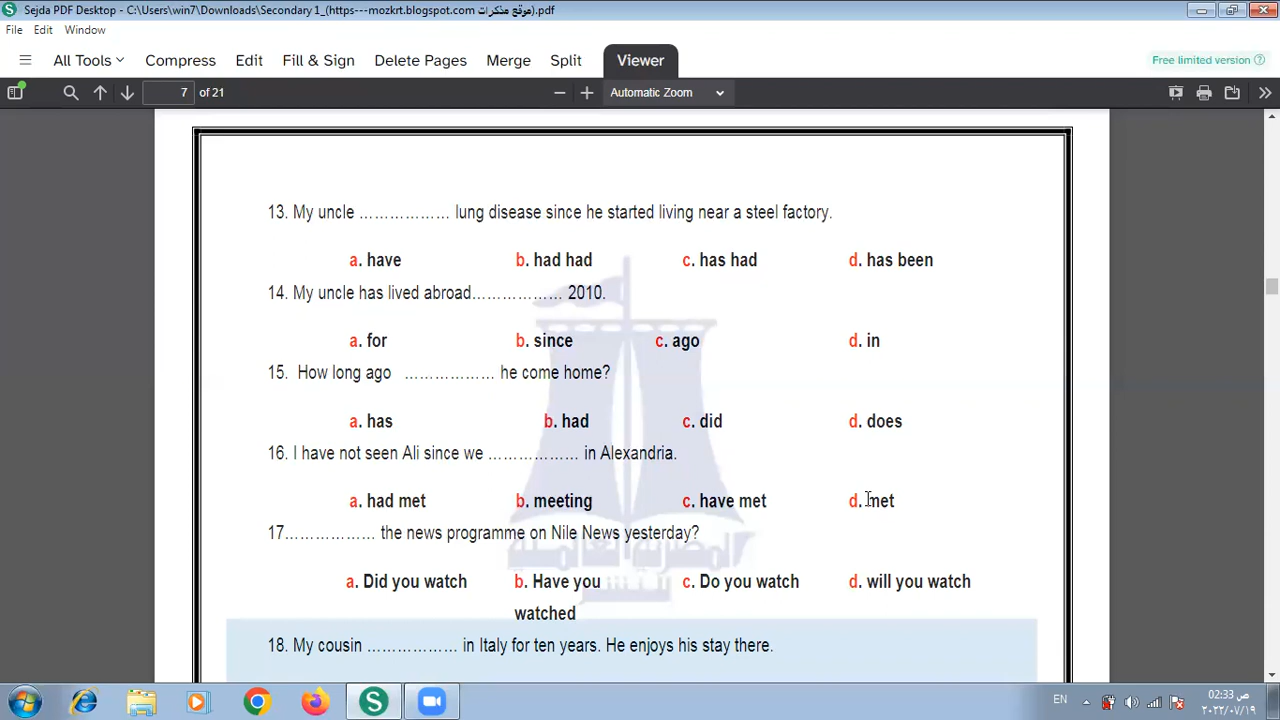 Sejda PDF Desktop - C:\Users\win7\Downloads\Secondary 1_(https---mozkrt.blogspot.com موقع مذكرات).pdf
File Edit Window
All Tools Compress Edit Fill & Sign Delete Pages Merge Split Viewer Free limited version
7 of 21 Automatic Zoom
13. My uncle ……………… lung disease since he started living near a steel factory.
a. have b. had had c. has had d. has been
14. My uncle has lived abroad……………… 2010.
a. for b. since c. ago d. in
15. How long ago ……………… he come home?
a. has b. had c. did d. does
16. I have not seen Ali since we ……………… in Alexandria.
a. had met b. meeting c. have met d. met
17……………… the news programme on Nile News yesterday?
a. Did you watch b. Have you c. Do you watch d. will you watch
watched
18. My cousin ……………… in Italy for ten years. He enjoys his stay there.
المصرية العالمية
EN 02:33 ص
٢٠٢٢/٠٧/١٩